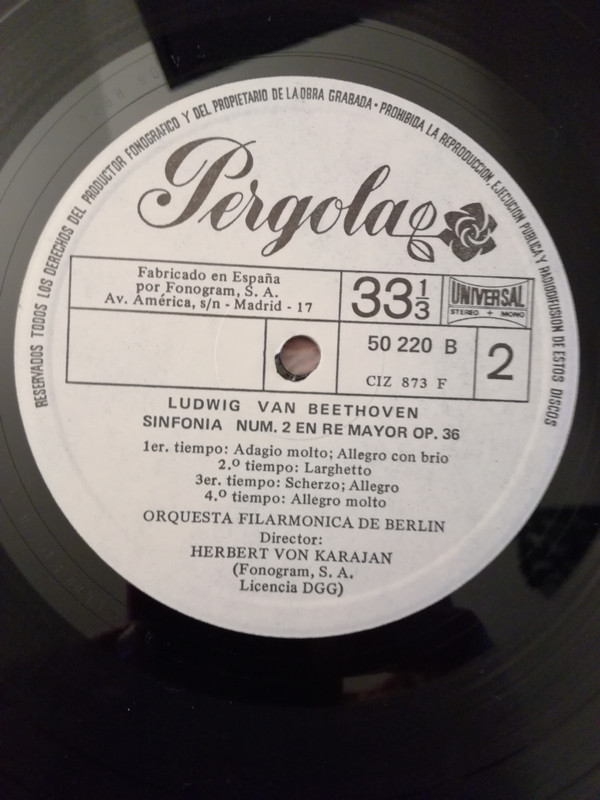 RESERVADOS TODOS LOS DERECHOS DEL PRODUCTOR FONOGRAFICO Y DEL PROPIETARIO DE LA OBRA GRABADA · PROHIBIDA LA REPRODUCCION, EJECUCION PUBLICA Y RADIODIFUSION DE ESTOS DISCOS
Pergola
Fabricado en España
por Fonogram, S. A.
Av. América, s/n - Madrid - 17
33 1/3
UNIVERSAL
STEREO + MONO
50 220 B
2
CIZ 873 F
LUDWIG VAN BEETHOVEN
SINFONIA NUM. 2 EN RE MAYOR OP. 36
1er. tiempo: Adagio molto; Allegro con brio
2.º tiempo: Larghetto
3er. tiempo: Scherzo; Allegro
4.º tiempo: Allegro molto
ORQUESTA FILARMONICA DE BERLIN
Director:
HERBERT VON KARAJAN
(Fonogram, S. A.
Licencia DGG)